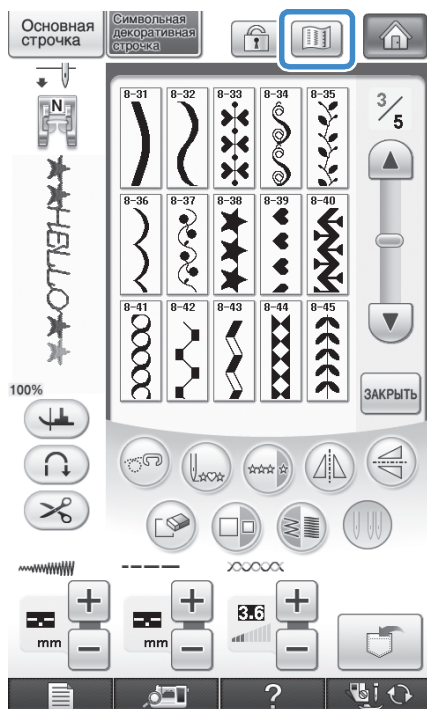 Основная
строчка
Символьная
декоративная
строчка
N
HELLO
100%
8-31 8-32 8-33 8-34 8-35
3/5
8-36 8-37 8-38 8-39 8-40
8-41 8-42 8-43 8-44 8-45
ЗАКРЫТЬ
3.6
mm mm
?